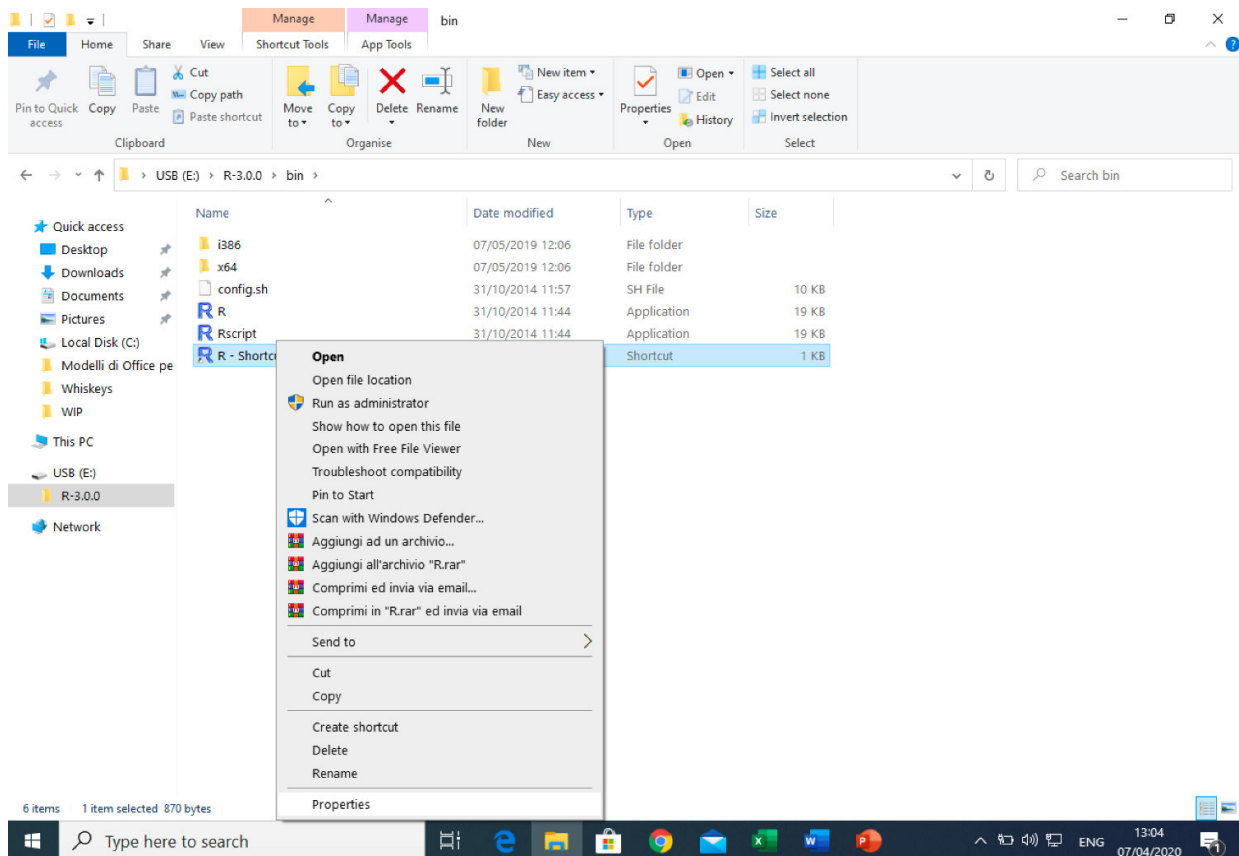 Manage
Manage
bin
File
Home
Share
View
Shortcut Tools
App Tools
Pin to Quick
access
Copy
Paste
Cut
Copy path
Paste shortcut
Clipboard
Move
to
Copy
to
Delete
Rename
Organise
New
folder
New item
Easy access
New
Properties
Open
Edit
History
Open
Select all
Select none
Invert selection
Select
USB (E:) > R-3.0.0 > bin >
Search bin
Quick access
Desktop
Downloads
Documents
Pictures
Local Disk (C:)
Modelli di Office pe
Whiskeys
WIP
This PC
USB (E:)
R-3.0.0
Network
Name Date modified Type Size
i386 07/05/2019 12:06 File folder
x64 07/05/2019 12:06 File folder
config.sh 31/10/2014 11:57 SH File 10 KB
R 31/10/2014 11:44 Application 19 KB
Rscript 31/10/2014 11:44 Application 19 KB
R - Shortcu Shortcut 1 KB
Open
Open file location
Run as administrator
Show how to open this file
Open with Free File Viewer
Troubleshoot compatibility
Pin to Start
Scan with Windows Defender...
Aggiungi ad un archivio...
Aggiungi all'archivio "R.rar"
Comprimi ed invia via email...
Comprimi in "R.rar" ed invia via email
Send to
Cut
Copy
Create shortcut
Delete
Rename
Properties
6 items 1 item selected 870 bytes
Type here to search
ENG
13:04
07/04/2020